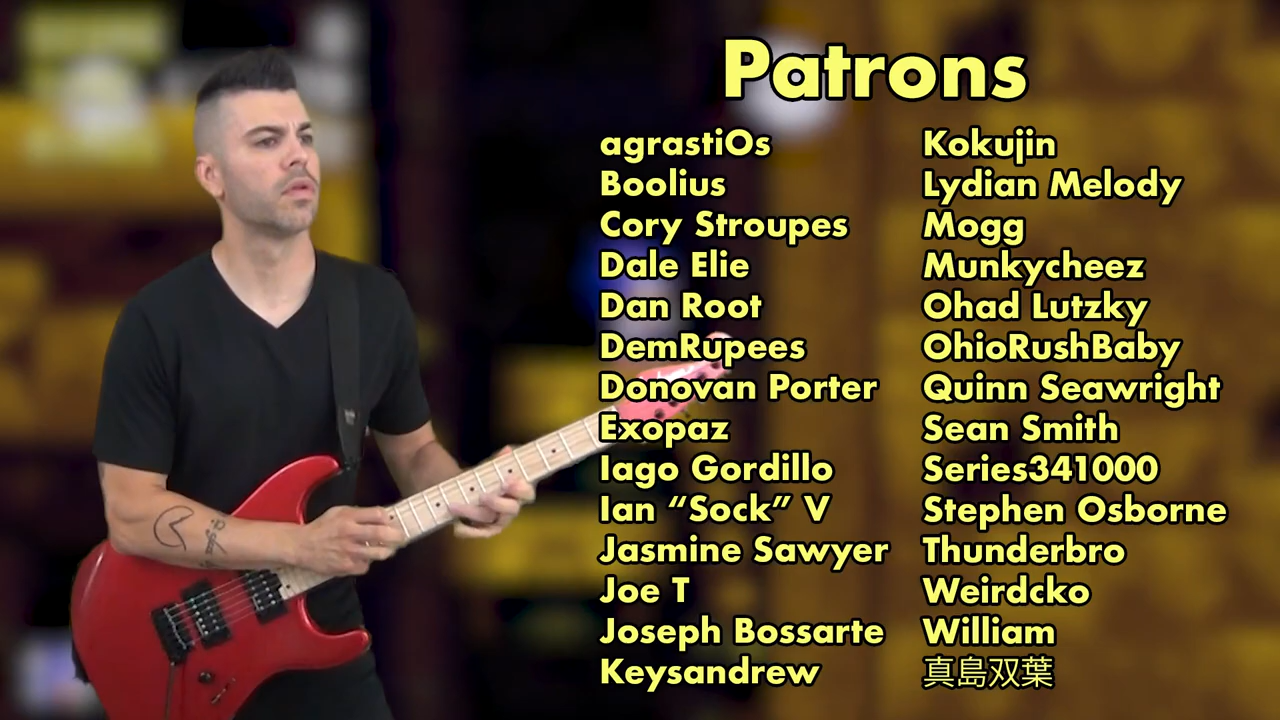 Patrons
agrastiOs
Boolius
Cory Stroupes
Dale Elie
Dan Root
DemRupees
Donovan Porter
Exopaz
Iago Gordillo
Ian “Sock” V
Jasmine Sawyer
Joe T
Joseph Bossarte
Keysandrew
Kokujin
Lydian Melody
Mogg
Munkycheez
Ohad Lutzky
OhioRushBaby
Quinn Seawright
Sean Smith
Series341000
Stephen Osborne
Thunderbro
Weirdcko
William
真島双葉